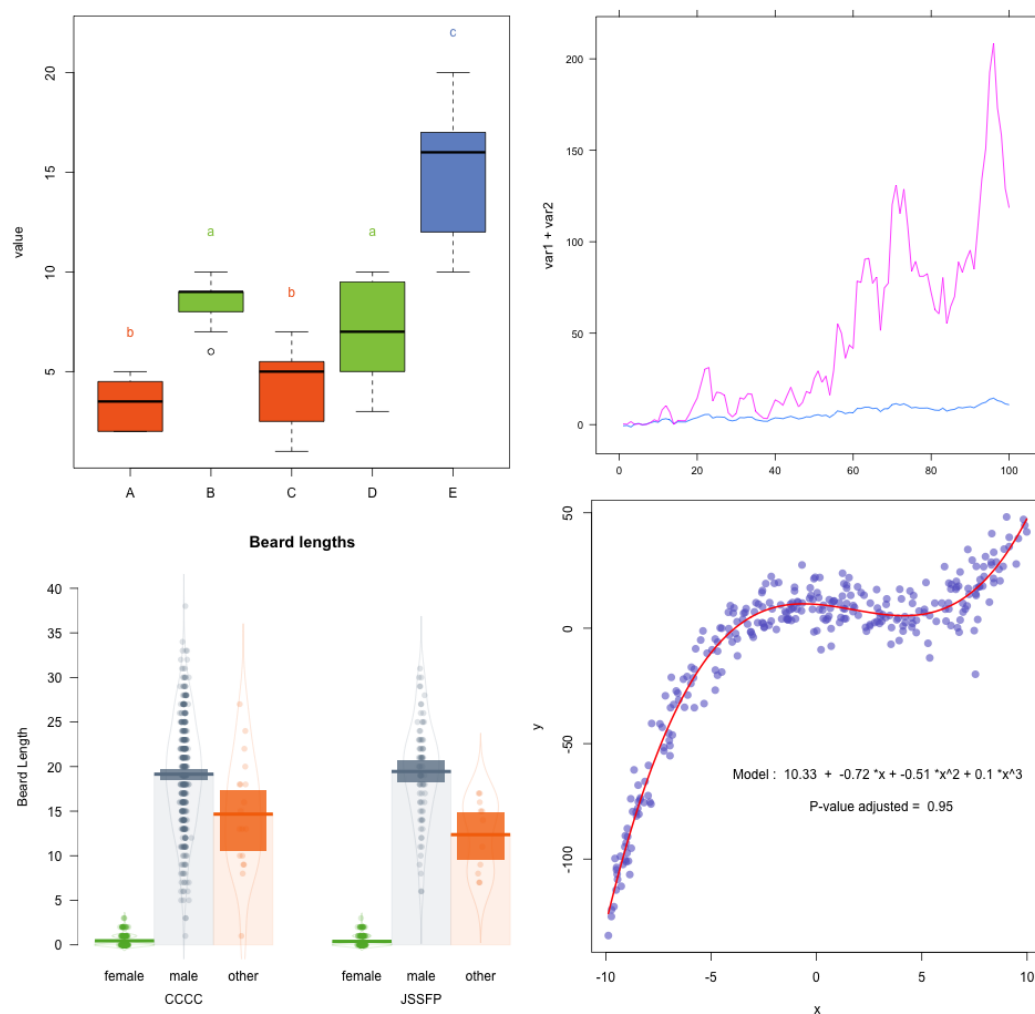 value
20
15
10
5
b
a
b
a
c
A B C D E
var1 + var2
200
150
100
50
0
0 20 40 60 80 100
Beard lengths
Beard Length
40
35
30
25
20
15
10
5
0
female male other female male other
CCCC JSSFP
y
50
0
-50
-100
Model : 10.33 + -0.72 *x + -0.51 *x^2 + 0.1 *x^3
P-value adjusted = 0.95
-10 -5 0 5 10
x